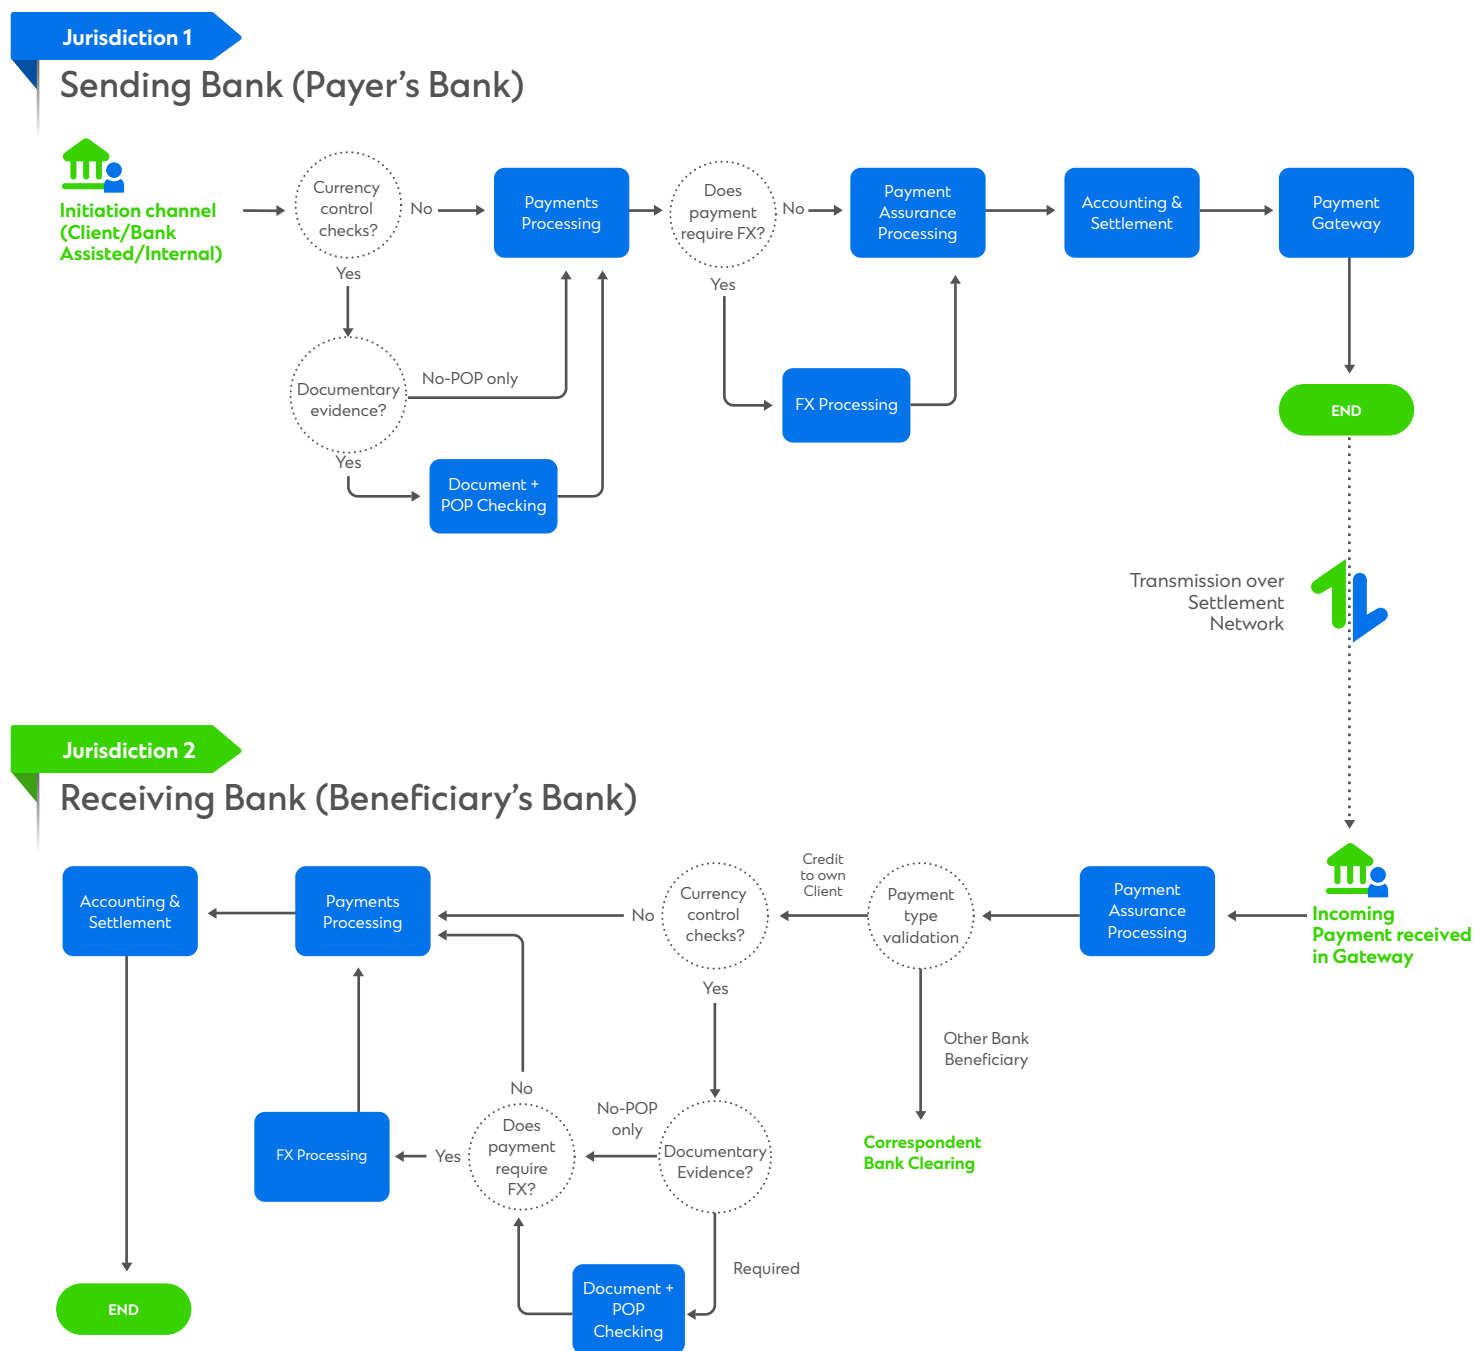 Jurisdiction 1
Sending Bank (Payer’s Bank)
Initiation channel
(Client/Bank
Assisted/Internal)
Currency
control
checks?
No
Yes
Payments
Processing
Does
payment
require FX?
No
Yes
Payment
Assurance
Processing
Accounting &
Settlement
Payment
Gateway
Documentary
evidence?
No-POP only
Yes
Document +
POP Checking
FX Processing
END
Transmission over
Settlement
Network
Jurisdiction 2
Receiving Bank (Beneficiary’s Bank)
Incoming
Payment received
in Gateway
Payment
Assurance
Processing
Payment
type
validation
Credit
to own
Client
Other Bank
Beneficiary
Correspondent
Bank Clearing
Currency
control
checks?
No
Yes
Payments
Processing
Accounting &
Settlement
Documentary
Evidence?
No-POP
only
Required
Document +
POP
Checking
Does
payment
require
FX?
No
Yes
FX Processing
END